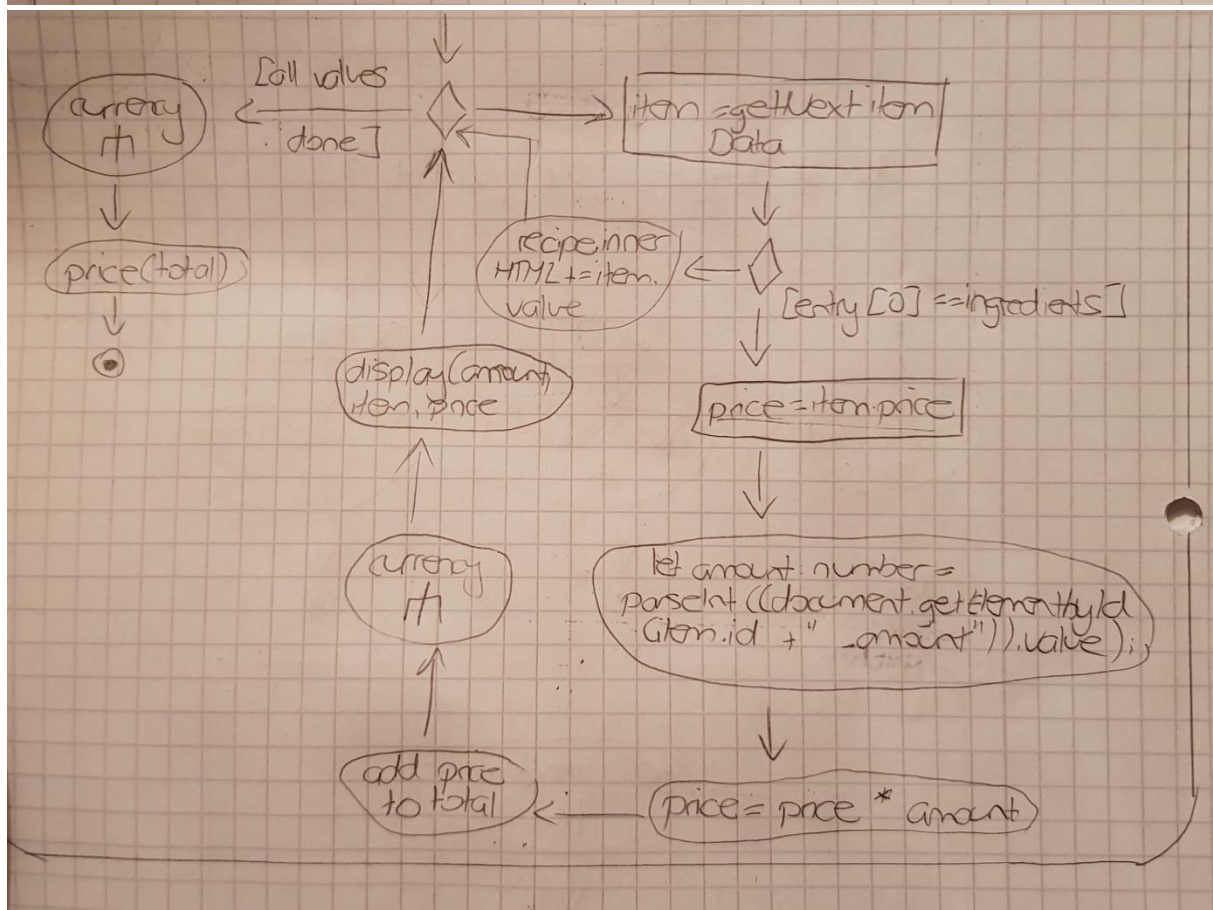 [all values
done]
currency
price(total)
item =getNext item
Data
recipe.inner
HTML+=item.
value
[entry [0] ==ingredients]
display(amount,
item, price
price=item.price
currency
let amount: number=
parseInt((document.getElementbyId
(item.id + "_amount")).value);
add price
to total
price= price * amount